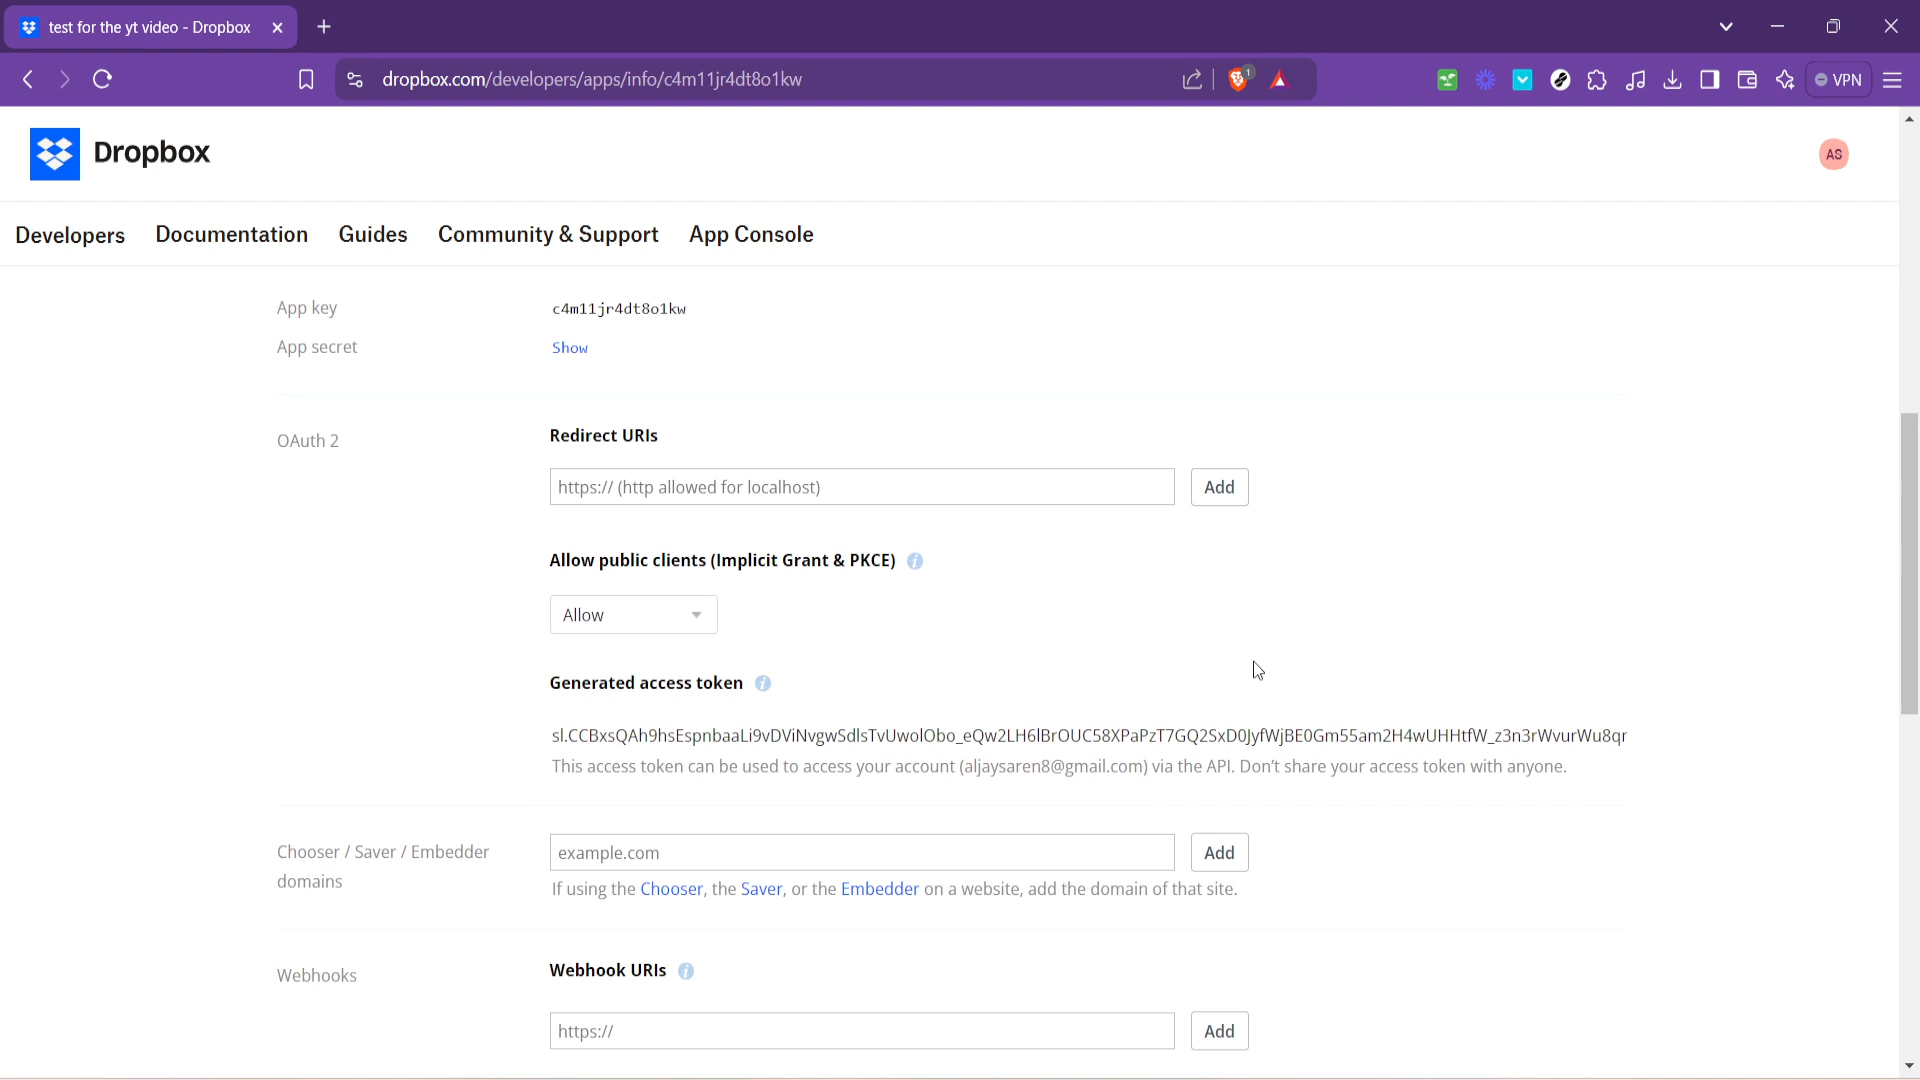 test for the yt video - Dropbox
dropbox.com/developers/apps/info/c4m11jr4dt8o1kw
1
VPN
Dropbox
AS
Developers Documentation Guides Community & Support App Console
App key c4m11jr4dt8o1kw
App secret Show
OAuth 2 Redirect URIs
https:// (http allowed for localhost) Add
Allow public clients (Implicit Grant & PKCE) i
Allow
Generated access token i
sl.CCBxsQAh9hsEspnbaaLi9vDViNvgwSdlsTvUwolObo_eQw2LH6lBrOUC58XPaPzT7GQ2SxD0JyfWjBE0Gm55am2H4wUHHtfW_z3n3rWvurWu8qr
This access token can be used to access your account (aljaysaren8@gmail.com) via the API. Don't share your access token with anyone.
Chooser / Saver / Embedder
domains
example.com Add
If using the Chooser, the Saver, or the Embedder on a website, add the domain of that site.
Webhooks Webhook URIs i
https:// Add